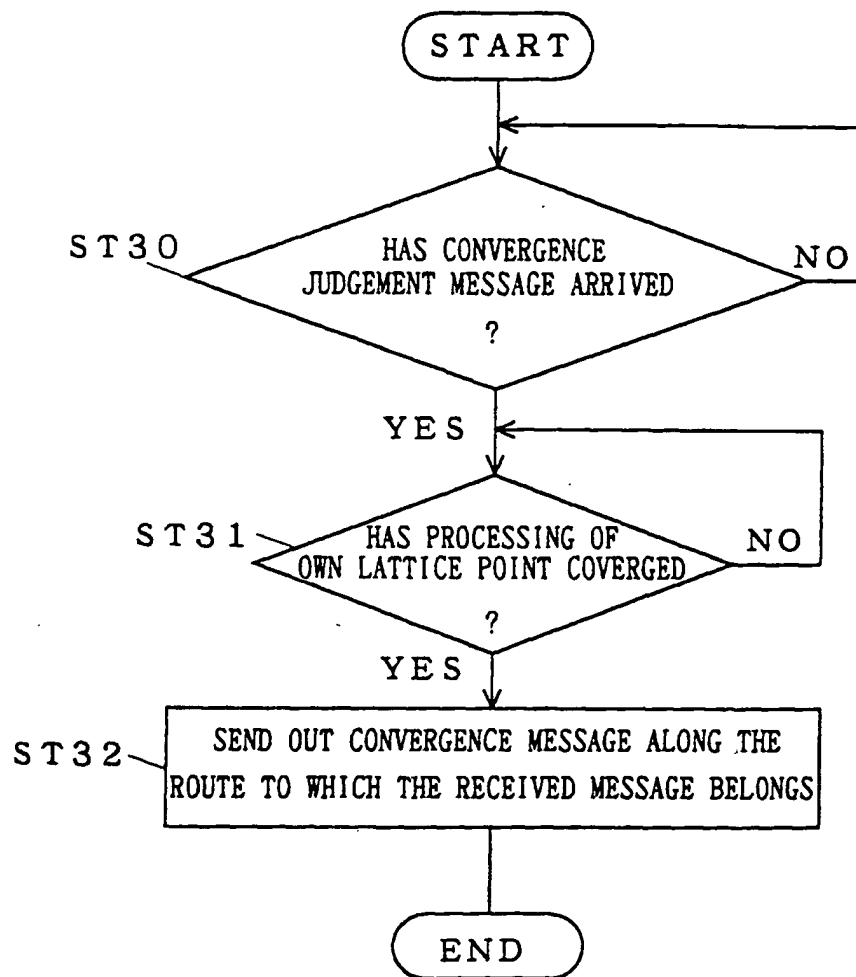 START
ST30
HAS CONVERGENCE
JUDGEMENT MESSAGE ARRIVED
?
NO
YES
ST31
HAS PROCESSING OF
OWN LATTICE POINT COVERGED
?
NO
YES
ST32
SEND OUT CONVERGENCE MESSAGE ALONG THE
ROUTE TO WHICH THE RECEIVED MESSAGE BELONGS
END